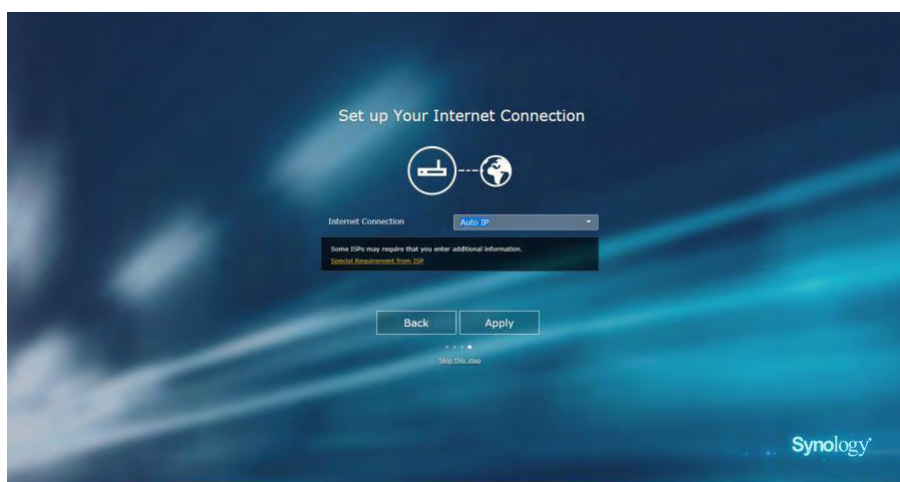 Set up Your Internet Connection
Internet Connection
Auto IP
Some ISPs may require that you enter additional information.
Special Requirement from ISP
Back
Apply
Skip this step
Synology